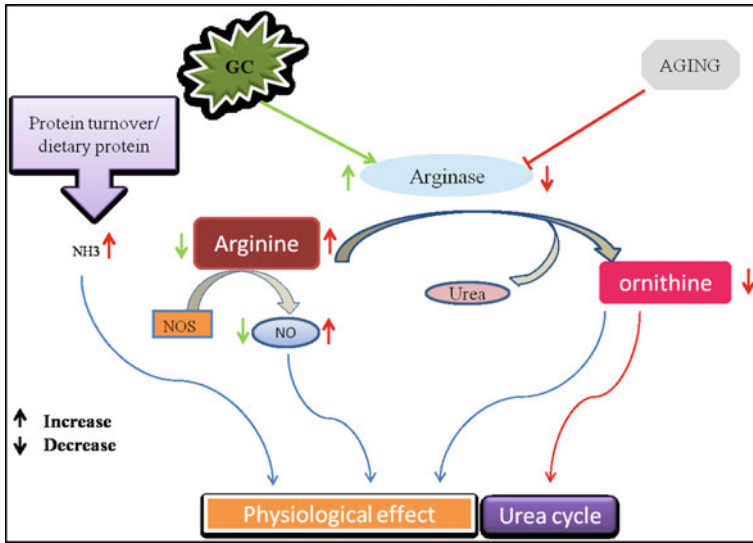 GC
AGING
Protein turnover/
dietary protein
Arginase
NH3
Arginine
Urea
ornithine
NOS
NO
Increase
Decrease
Physiological effect
Urea cycle